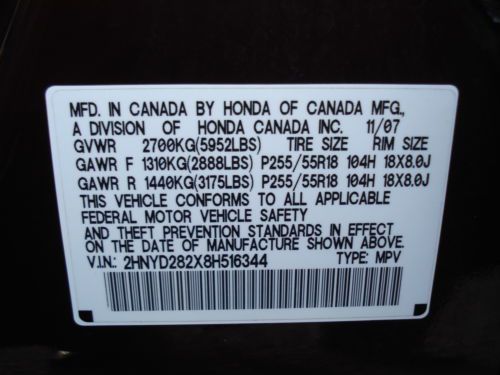 MFD. IN CANADA BY HONDA OF CANADA MFG.,
A DIVISION OF HONDA CANADA INC. 11/07
GVWR 2700KG(5952LBS) TIRE SIZE RIM SIZE
GAWR F 1310KG(2888LBS) P255/55R18 104H 18X8.0J
GAWR R 1440KG(3175LBS) P255/55R18 104H 18X8.0J
THIS VEHICLE CONFORMS TO ALL APPLICABLE
FEDERAL MOTOR VEHICLE SAFETY
AND THEFT PREVENTION STANDARDS IN EFFECT
ON THE DATE OF MANUFACTURE SHOWN ABOVE.
V.I.N.: 2HNYD282X8H516344 TYPE: MPV